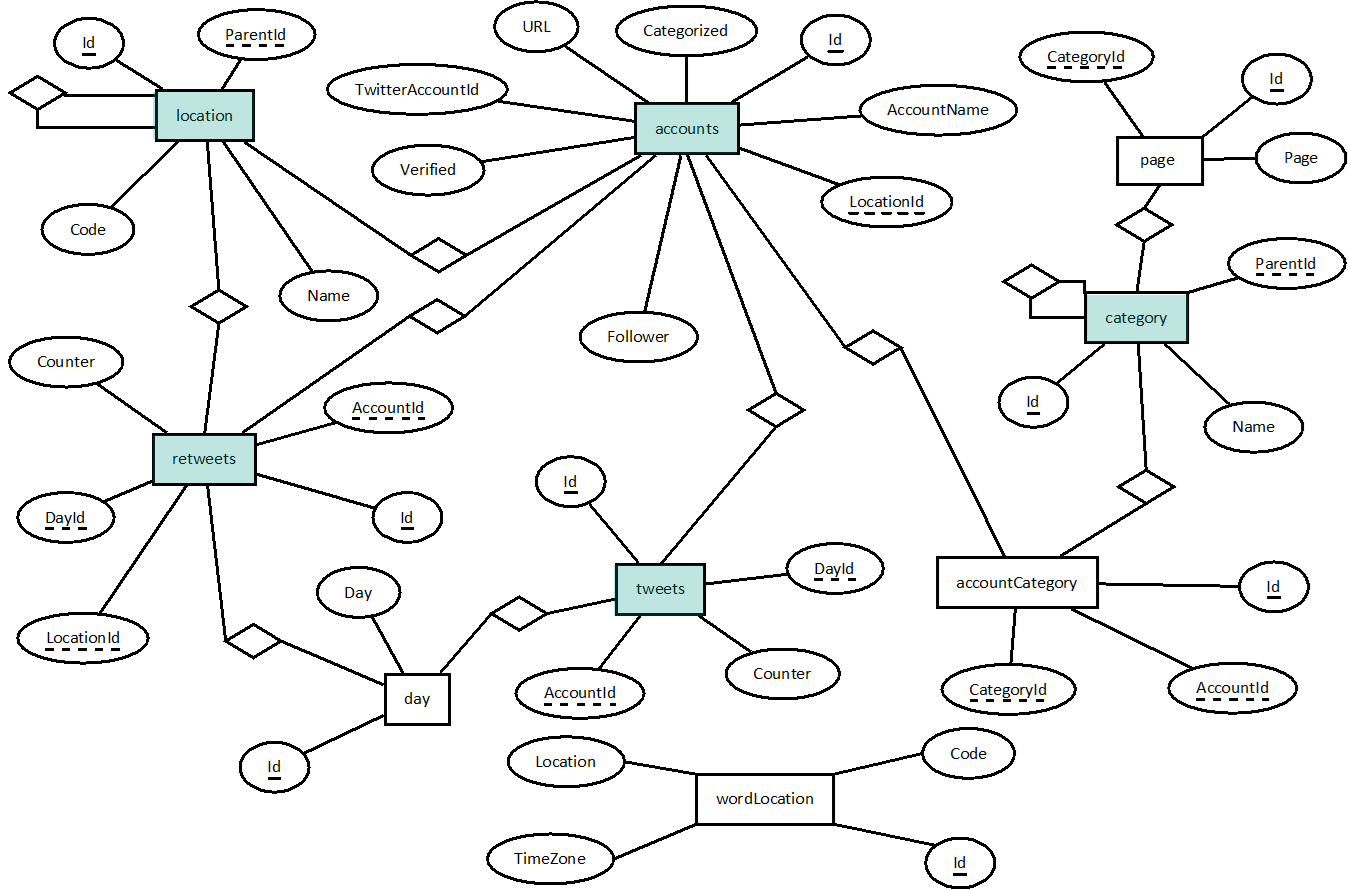 URL
Categorized
Id
ParentId
Id
CategoryId
Id
TwitterAccountId
AccountName
location
accounts
page
Page
Verified
LocationId
Code
ParentId
Name
category
Follower
Counter
AccountId
Id
Name
retweets
Id
DayId
Id
Day
DayId
tweets
accountCategory
Id
LocationId
Counter
AccountId
CategoryId
AccountId
day
Id
Location
Code
wordLocation
TimeZone
Id